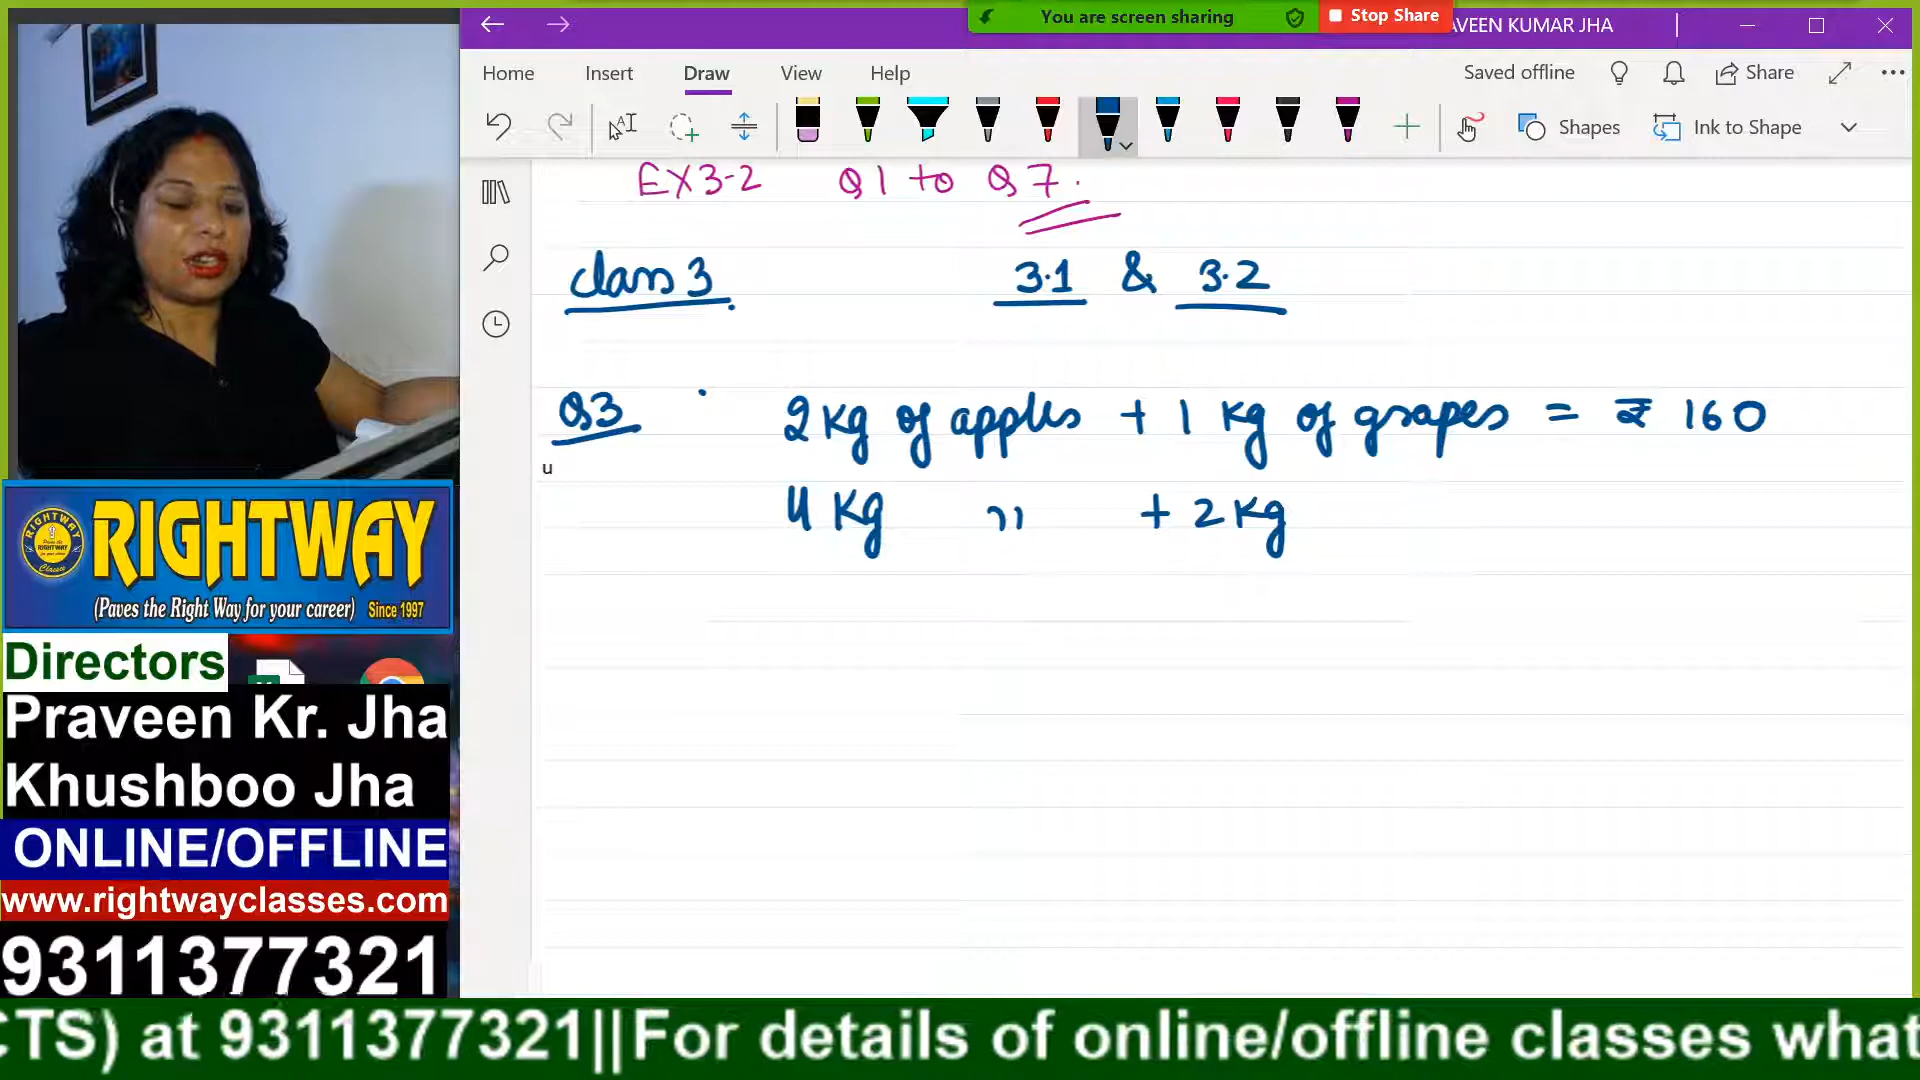 You are screen sharing
Stop Share
AVEEN KUMAR JHA
Home Insert Draw View Help
Saved offline
Share
Shapes
Ink to Shape
EX3-2 Q1 to Q7.
class 3 3.1 & 3.2
Q3 2 Kg of apples + 1 Kg of grapes = ₹ 160
u
4 Kg " + 2 Kg
RIGHTWAY
(Paves the Right Way for your career) Since 1997
Directors
Praveen Kr. Jha
Khushboo Jha
ONLINE/OFFLINE
www.rightwayclasses.com
9311377321
CTS) at 9311377321||For details of online/offline classes what